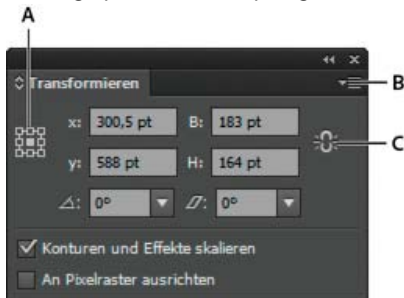 A
Transformieren
B
x: 300,5 pt B: 183 pt
C
y: 588 pt H: 164 pt
0° 0°
Konturen und Effekte skalieren
An Pixelraster ausrichten